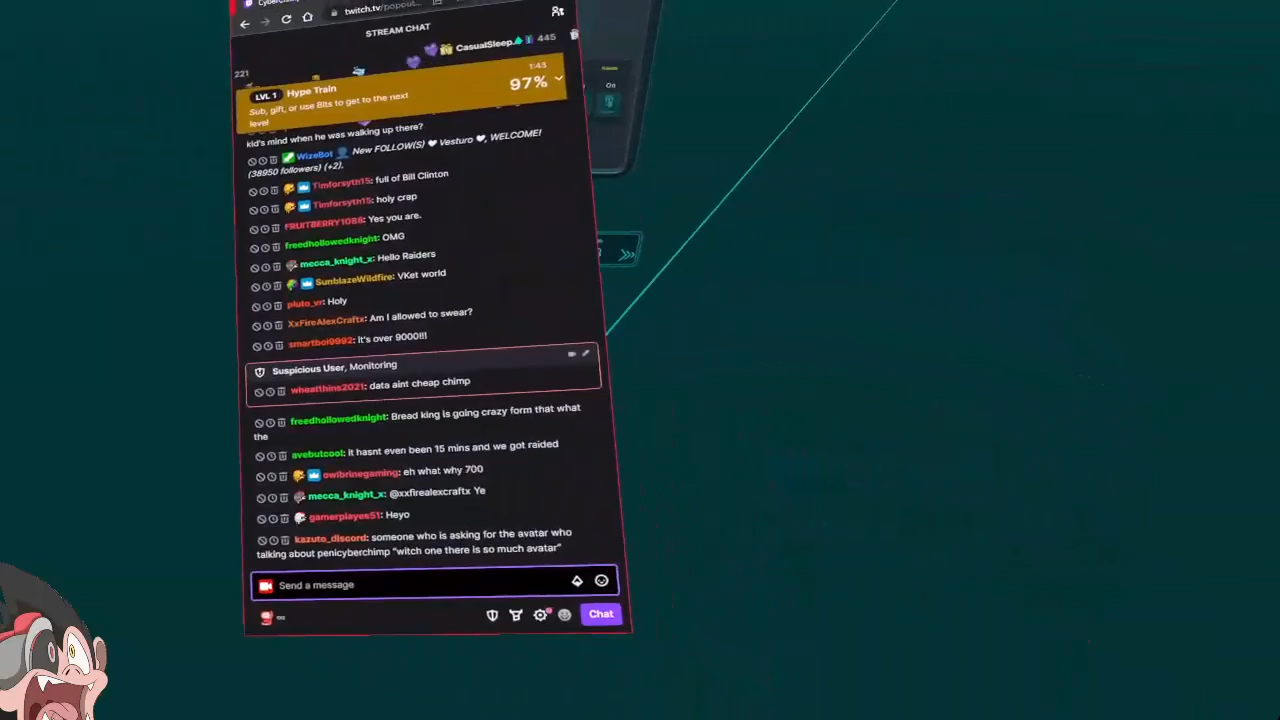 twitch.tv/popout...
STREAM CHAT
CasualSleep... 445
221
LVL 1 Hype Train
1:43
97%
Sub, gift, or use Bits to get to the next
level
On
kid's mind when he was walking up there?
WizeBot New FOLLOW(S) ❤ Vesturo ❤, WELCOME!
(38950 followers) (+2).
Timforsyth15: full of Bill Clinton
Timforsyth15: holy crap
FRUITBERRY1088: Yes you are.
freedhollowedknight: OMG
mecca_knight_x: Hello Raiders
SunblazeWildfire: VKet world
pluto_vr: Holy
XxFireAlexCraftx: Am I allowed to swear?
smartboi9992: it's over 9000!!!
Suspicious User, Monitoring
wheatthins2021: data aint cheap chimp
freedhollowedknight: Bread king is going crazy form that what
the
avebutcool: it hasnt even been 15 mins and we got raided
owlbrinegaming: eh what why 700
mecca_knight_x: @xxfirealexcraftx Ye
gamerplayes51: Heyo
kazuto_discord: someone who is asking for the avatar who
talking about penicyberchimp "witch one there is so much avatar"
Send a message
Chat